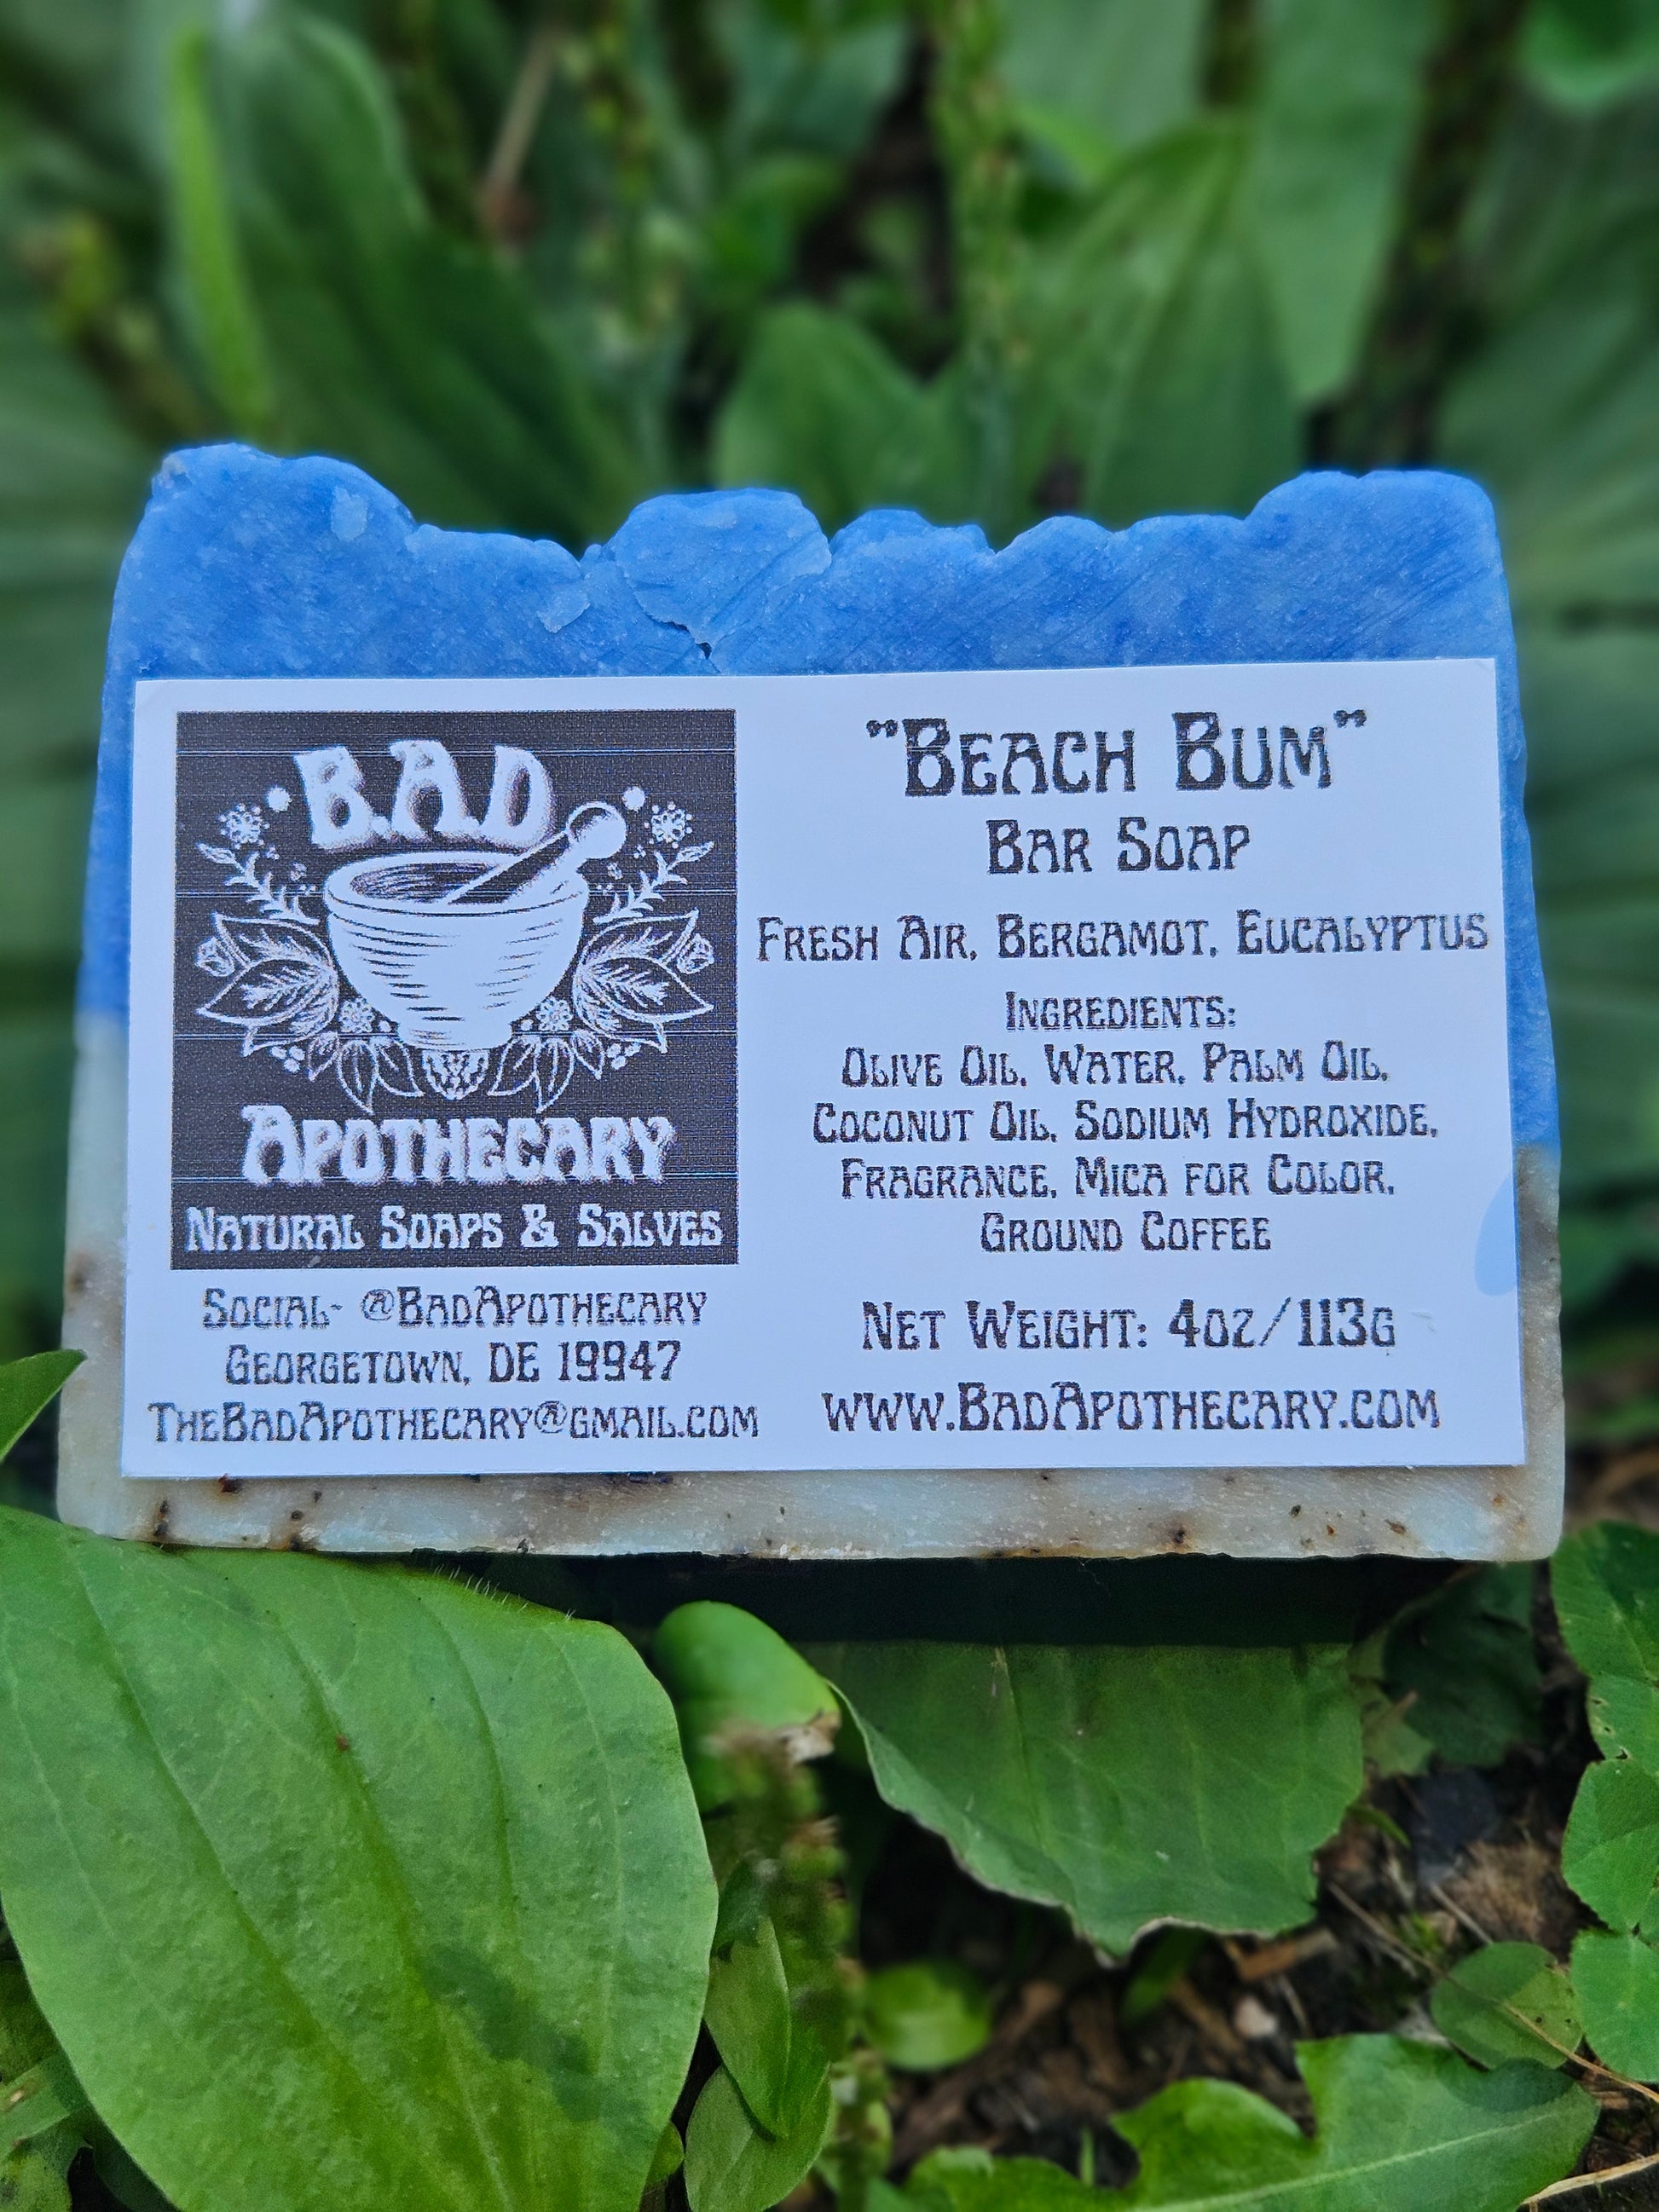 BAD
APOTHECARY
NATURAL SOAPS & SALVES
SOCIAL- @BADAPOTHECARY
GEORGETOWN, DE 19947
THEBADAPOTHECARY@GMAIL.COM
"BEACH BUM"
BAR SOAP
FRESH AIR, BERGAMOT, EUCALYPTUS
INGREDIENTS:
OLIVE OIL, WATER, PALM OIL,
COCONUT OIL, SODIUM HYDROXIDE,
FRAGRANCE, MICA FOR COLOR,
GROUND COFFEE
NET WEIGHT: 4OZ/113G
WWW.BADAPOTHECARY.COM